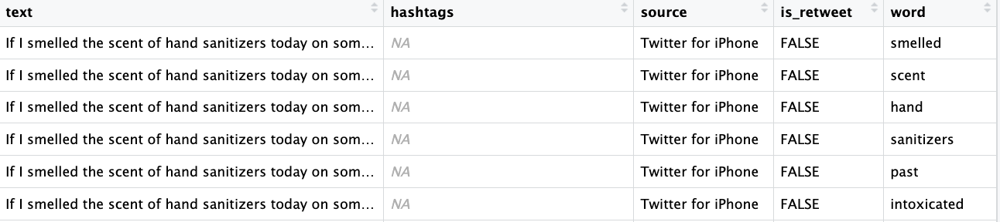 text hashtags source is_retweet word
If I smelled the scent of hand sanitizers today on som... NA Twitter for iPhone FALSE smelled
If I smelled the scent of hand sanitizers today on som... NA Twitter for iPhone FALSE scent
If I smelled the scent of hand sanitizers today on som... NA Twitter for iPhone FALSE hand
If I smelled the scent of hand sanitizers today on som... NA Twitter for iPhone FALSE sanitizers
If I smelled the scent of hand sanitizers today on som... NA Twitter for iPhone FALSE past
If I smelled the scent of hand sanitizers today on som... NA Twitter for iPhone FALSE intoxicated